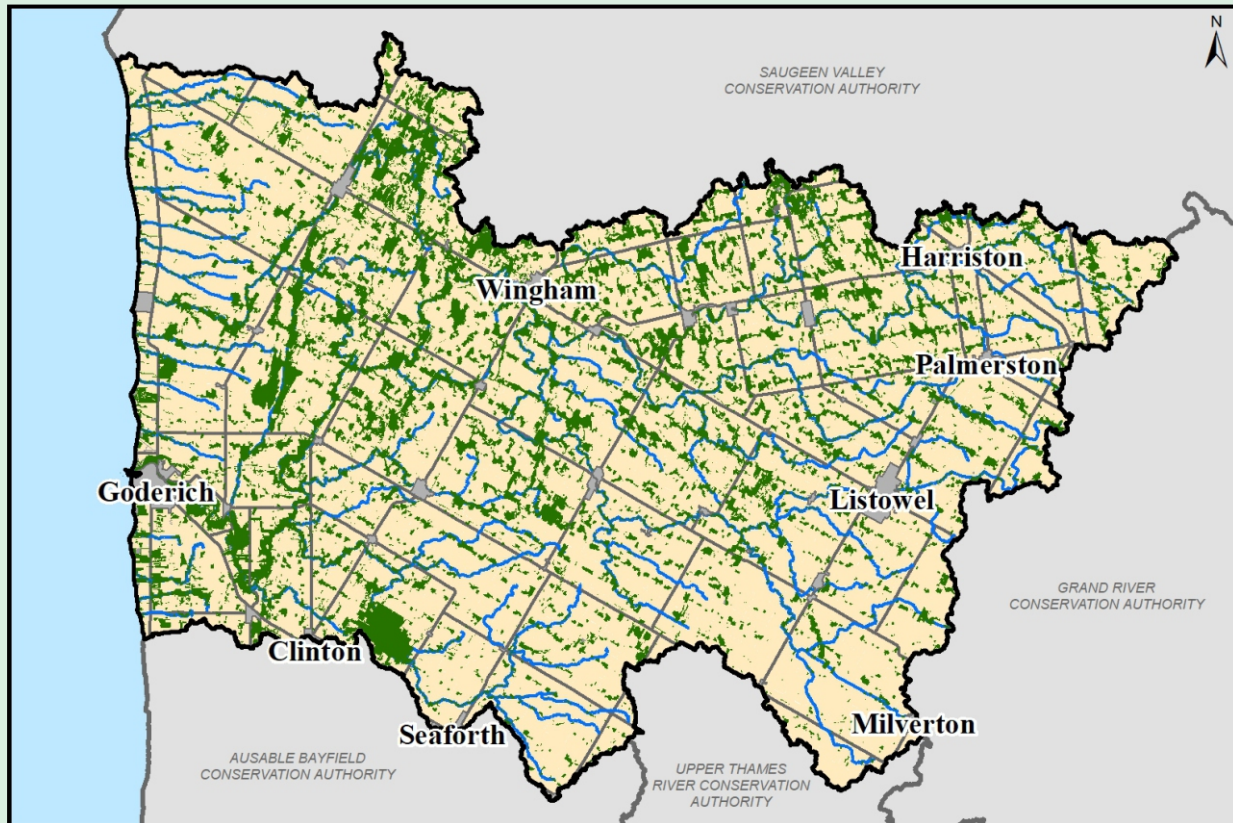 N
SAUGEEN VALLEY
CONSERVATION AUTHORITY
Harriston
Wingham
Palmerston
Goderich
Listowel
GRAND RIVER
CONSERVATION AUTHORITY
Clinton
Seaforth
Milverton
AUSABLE BAYFIELD
CONSERVATION AUTHORITY
UPPER THAMES
RIVER CONSERVATION
AUTHORITY